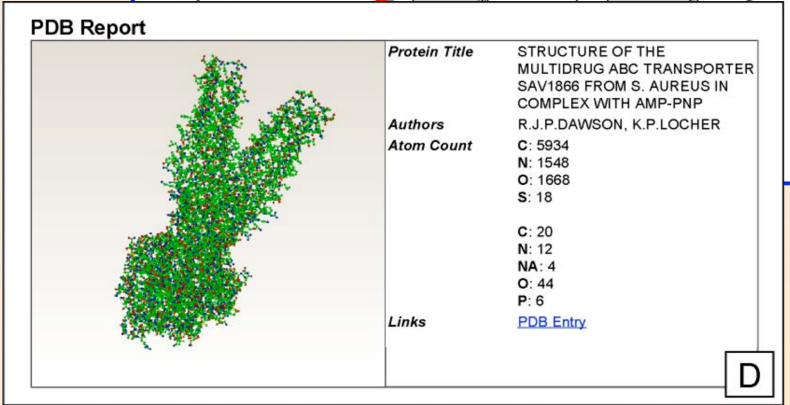 PDB Report
Protein Title STRUCTURE OF THE
MULTIDRUG ABC TRANSPORTER
SAV1866 FROM S. AUREUS IN
COMPLEX WITH AMP-PNP
Authors R.J.P.DAWSON, K.P.LOCHER
Atom Count C: 5934
N: 1548
O: 1668
S: 18
C: 20
N: 12
NA: 4
O: 44
P: 6
Links PDB Entry
D